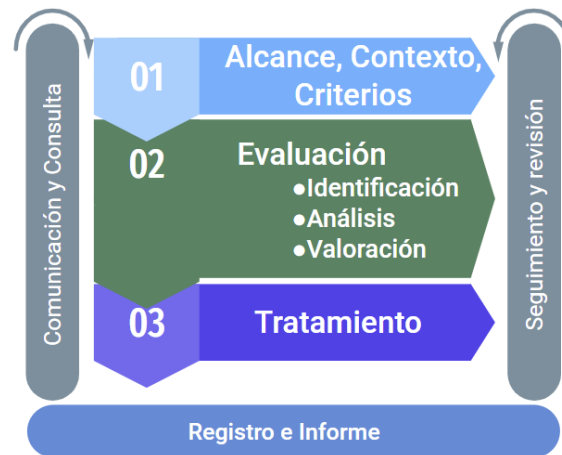 Comunicación y Consulta
01
Alcance, Contexto,
Criterios
02
Evaluación
●Identificación
●Análisis
●Valoración
03
Tratamiento
Seguimiento y revisión
Registro e Informe